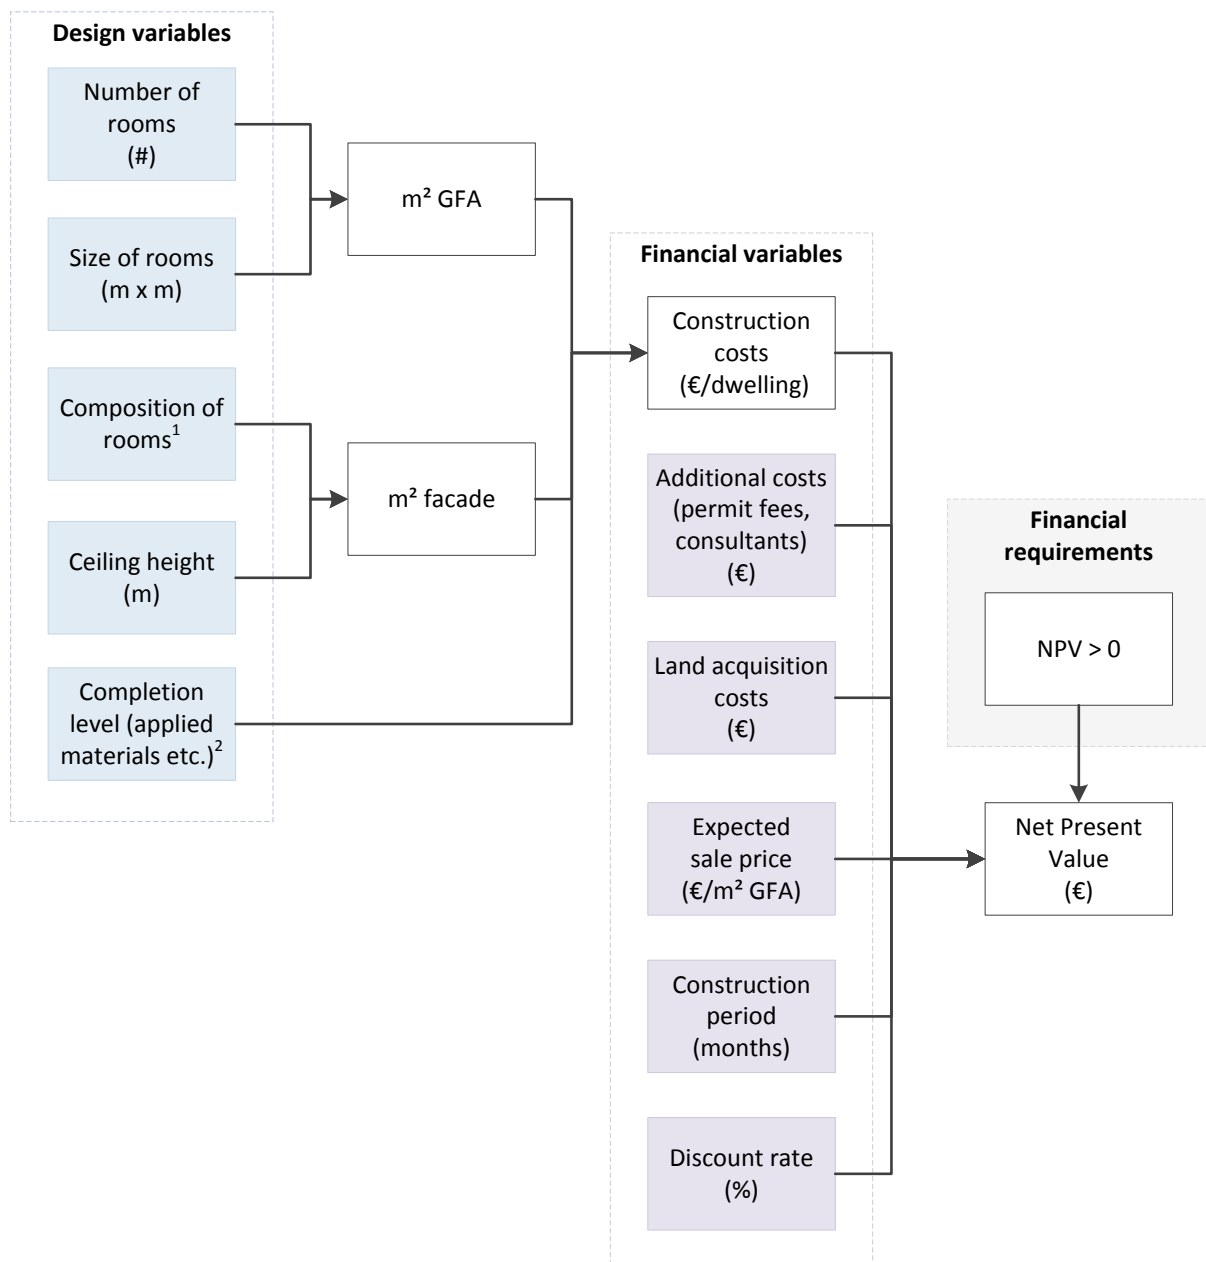 Design variables
Number of
rooms
(#)
Size of rooms
(m x m)
Composition of
rooms¹
Ceiling height
(m)
Completion
level (applied
materials etc.)²
m² GFA
m² facade
Financial variables
Construction
costs
(€/dwelling)
Additional costs
(permit fees,
consultants)
(€)
Land acquisition
costs
(€)
Expected
sale price
(€/m² GFA)
Construction
period
(months)
Discount rate
(%)
Financial
requirements
NPV > 0
Net Present
Value
(€)